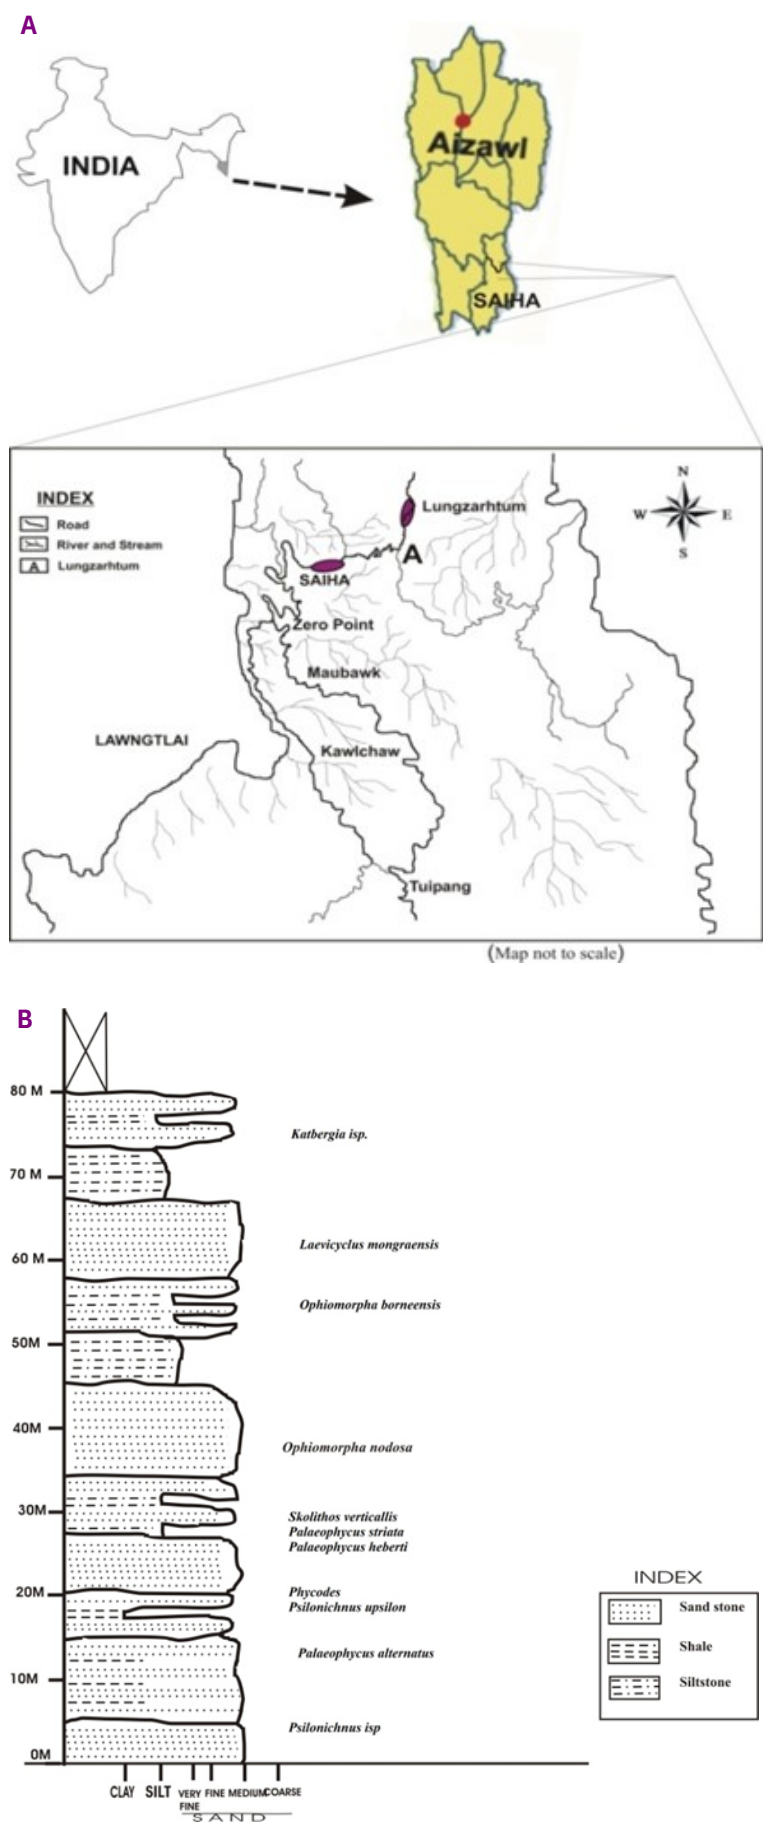 A
INDIA
Aizawl
SAIHA
INDEX
Road
River and Stream
A Lungzarhtum
Lungzarhtum
N
W E
S
A
SAIHA
Zero Point
Maubawk
LAWNGTLAI
Kawlchaw
Tuipang
(Map not to scale)
B
80 M
Katbergia isp.
70 M
Laevicyclus mongraensis
60 M
Ophiomorpha borneensis
50M
40M
Ophiomorpha nodosa
30M
Skolithos verticallis
Palaeophycus striata
Palaeophycus heberti
20M
Phycodes
Psilonichnus upsilon
Palaeophycus alternatus
10M
Psilonichnus isp
0M
INDEX
Sand stone
Shale
Siltstone
CLAY SILT VERY FINE FINE MEDIUM COARSE
SAND